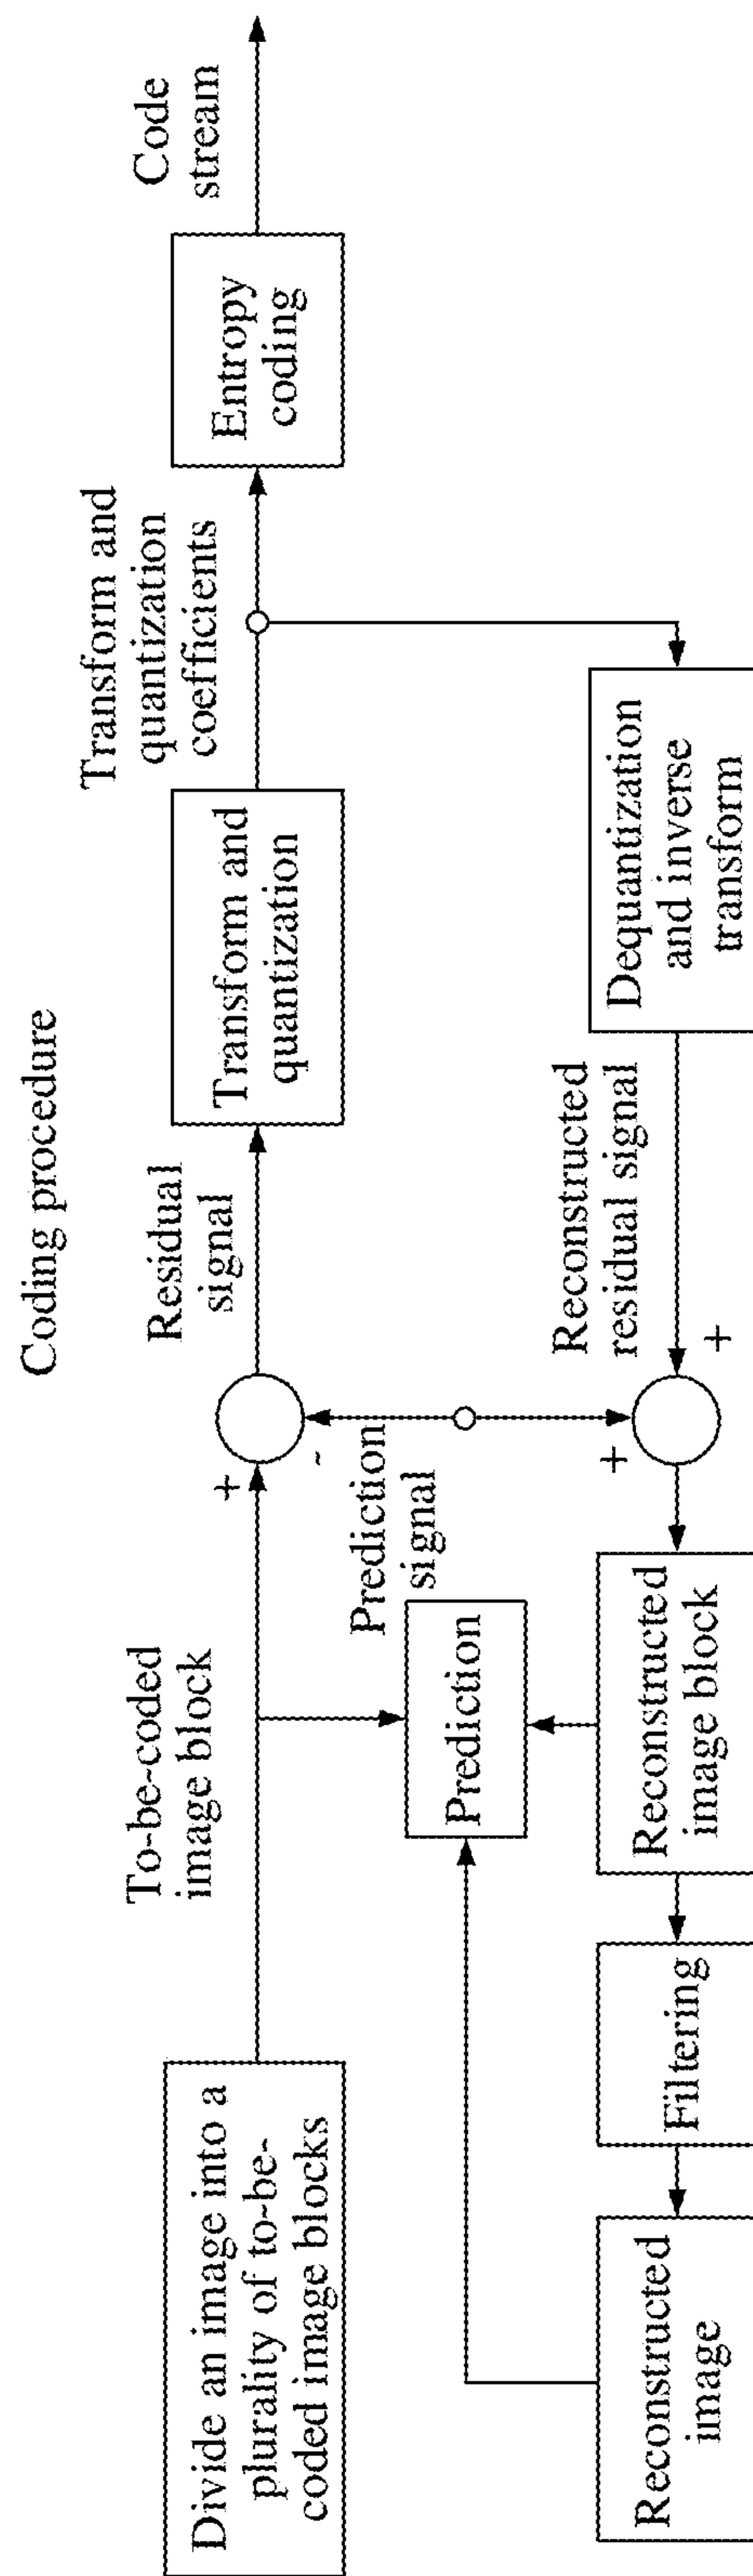 Coding procedure
Divide an image into a
plurality of to-be-
coded image blocks
To-be-coded
image block
+
-
Residual
signal
Transform and
quantization
Transform and
quantization
coefficients
Entropy
coding
Code
stream
Prediction
Prediction
signal
Reconstructed
image
Filtering
Reconstructed
image block
+
+
Reconstructed
residual signal
Dequantization
and inverse
transform